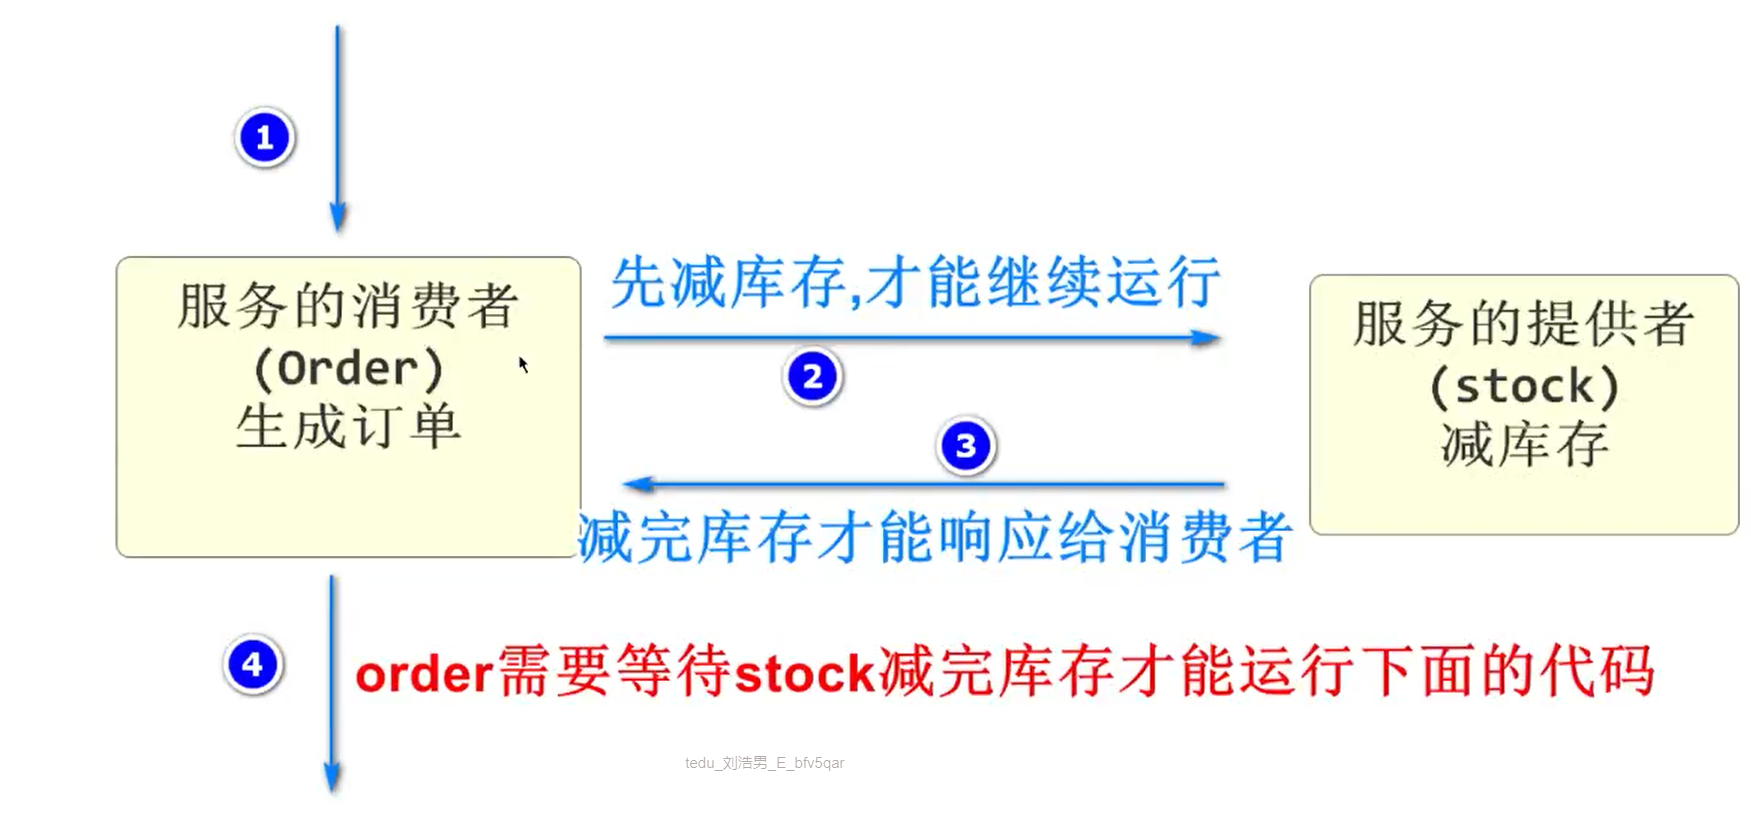 1
服务的消费者
(Order)
生成订单
先减库存,才能继续运行
2
服务的提供者
(stock)
减库存
3
减完库存才能响应给消费者
4
order需要等待stock减完库存才能运行下面的代码
tedu_刘浩男_E_bfv5qar